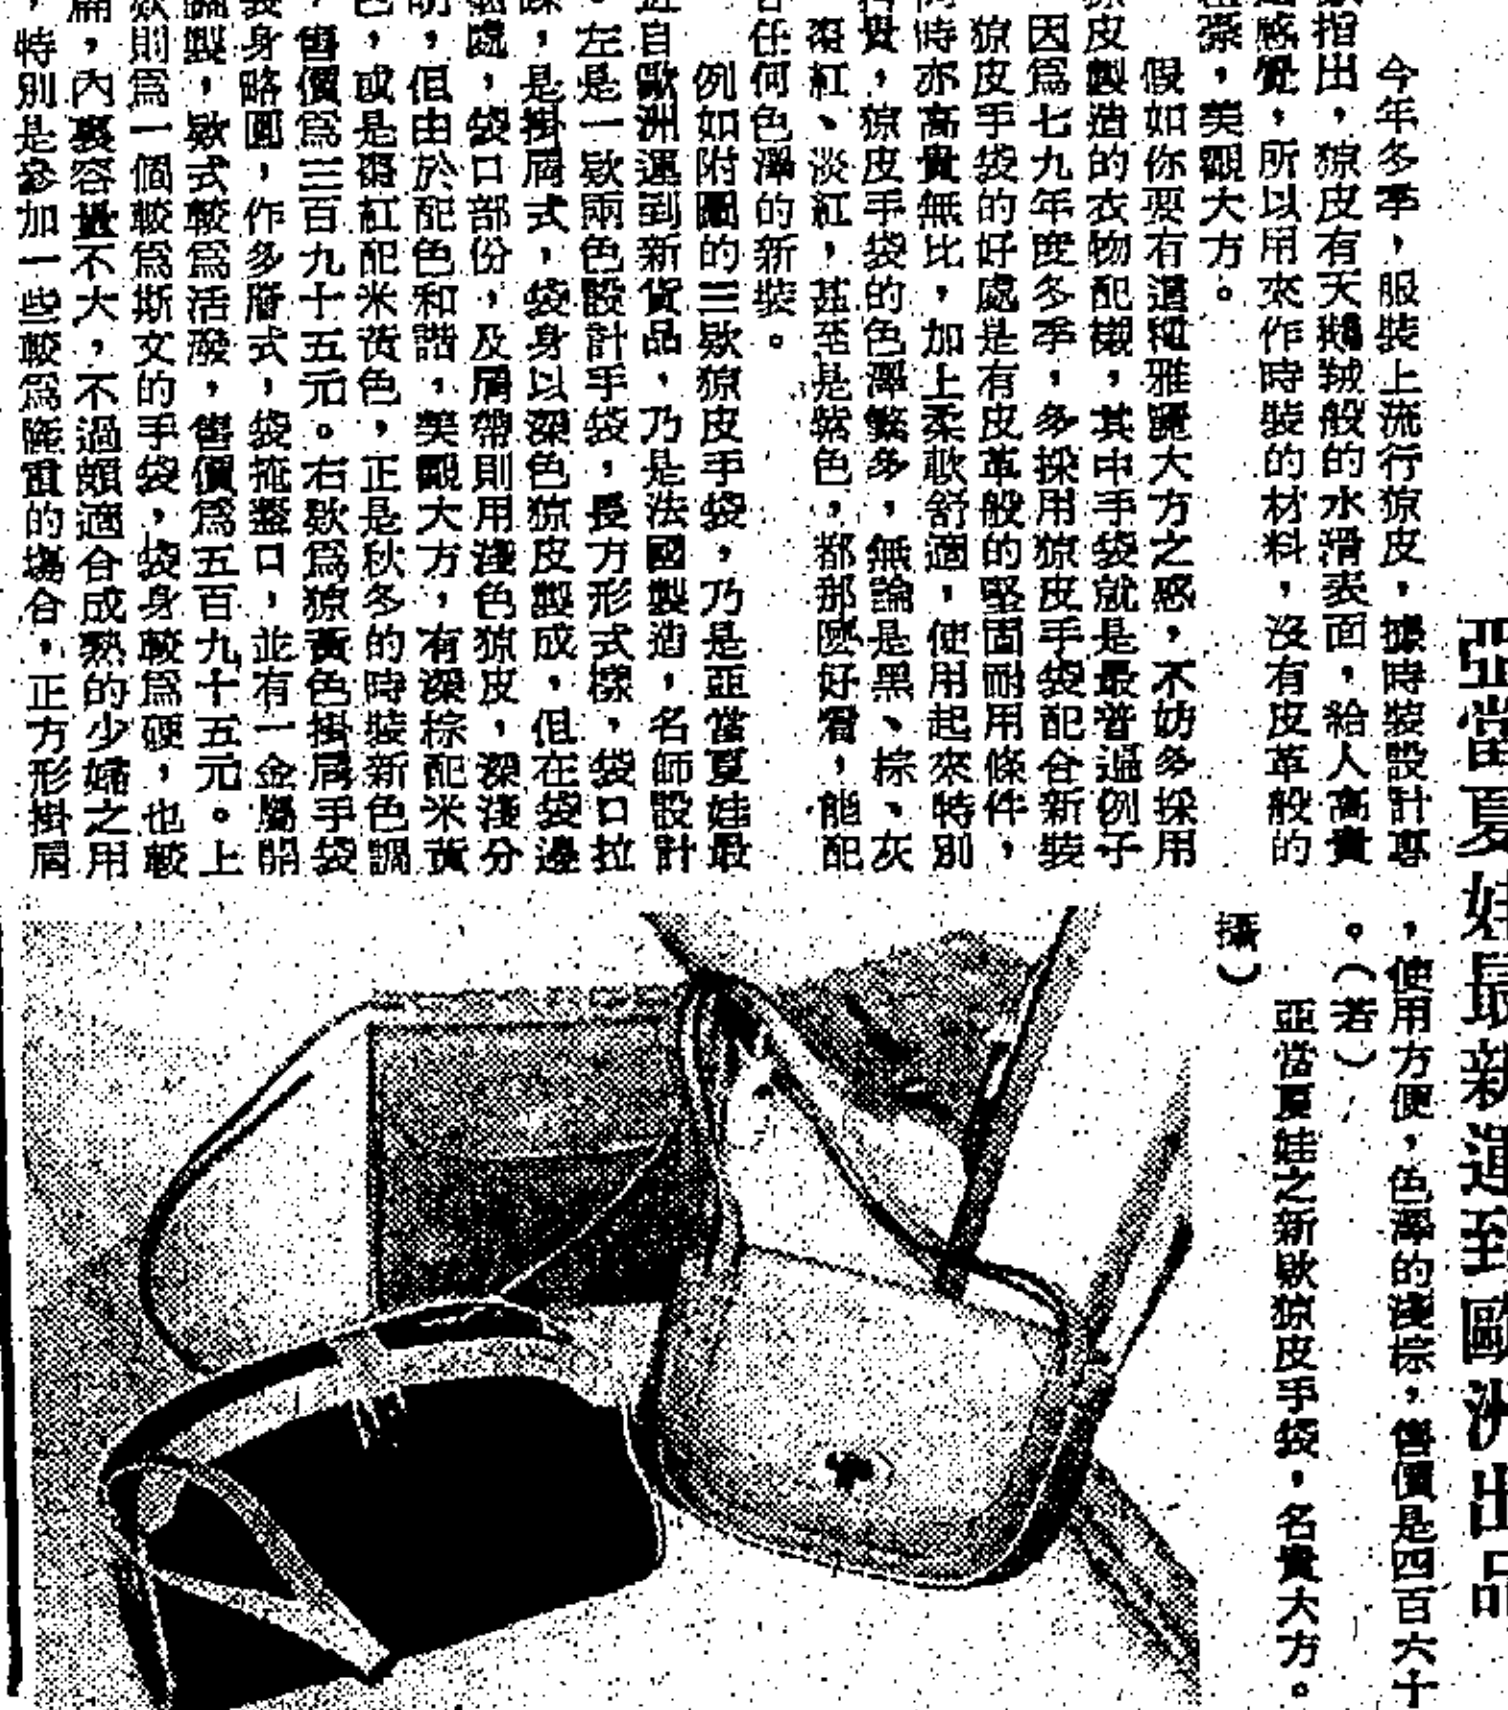 亞當夏娃最新運到歐洲出品
今年冬季，服裝上流行猄皮，據時裝設計專
指出，猄皮有天鵝絨般的水滑表面，給人高貴
感覺，所以用來作時裝的材料，沒有皮革般的
豪，美觀大方。
假如你要有這種雅麗大方之感，不妨多採用
皮製造的衣物配襯，其中手袋就是最普遍例子
因爲七九年度冬季，多採用猄皮手袋配合新裝
猄皮手袋的好處是有皮革般的堅固耐用條件，
時亦高貴無比，加上柔軟舒適，使用起來特別
貴，猄皮手袋的色澤繁多，無論是黑、棕、灰
棗紅、淡紅，甚至是紫色，都那麽好看，能配
任何色澤的新裝。
例如附圖的三欵猄皮手袋，乃是亞當夏娃最
近自歐洲運到新貨品，乃是法國製造，名師設計
。左是一欵兩色設計手袋，長方形式樣，袋口拉
，是掛肩式，袋身以深色猄皮製成，但在袋邊
處，袋口部份，及肩帶則用淺色猄皮，深淺分
明，但由於配色和諧，美觀大方，有深棕配米黃
色，或是棗紅配米黃色，正是秋冬的時裝新色調
，售價爲三百九十五元。右欵爲猄黃色掛肩手袋
袋身略圓，作多層式，袋掩蓋口，並有一金屬開
製，欵式較爲活潑，售價爲五百九十五元。上
欵則爲一個較爲斯文的手袋，袋身較爲硬，也較
扁，內裏容量不大，不過頗適合成熟的少婦之用
，特別是參加一些較爲隆重的場合，正方形掛肩
，使用方便，色澤的淺棕，售價是四百六十
。（若）
亞當夏娃之新欵猄皮手袋，名貴大方。
攝）